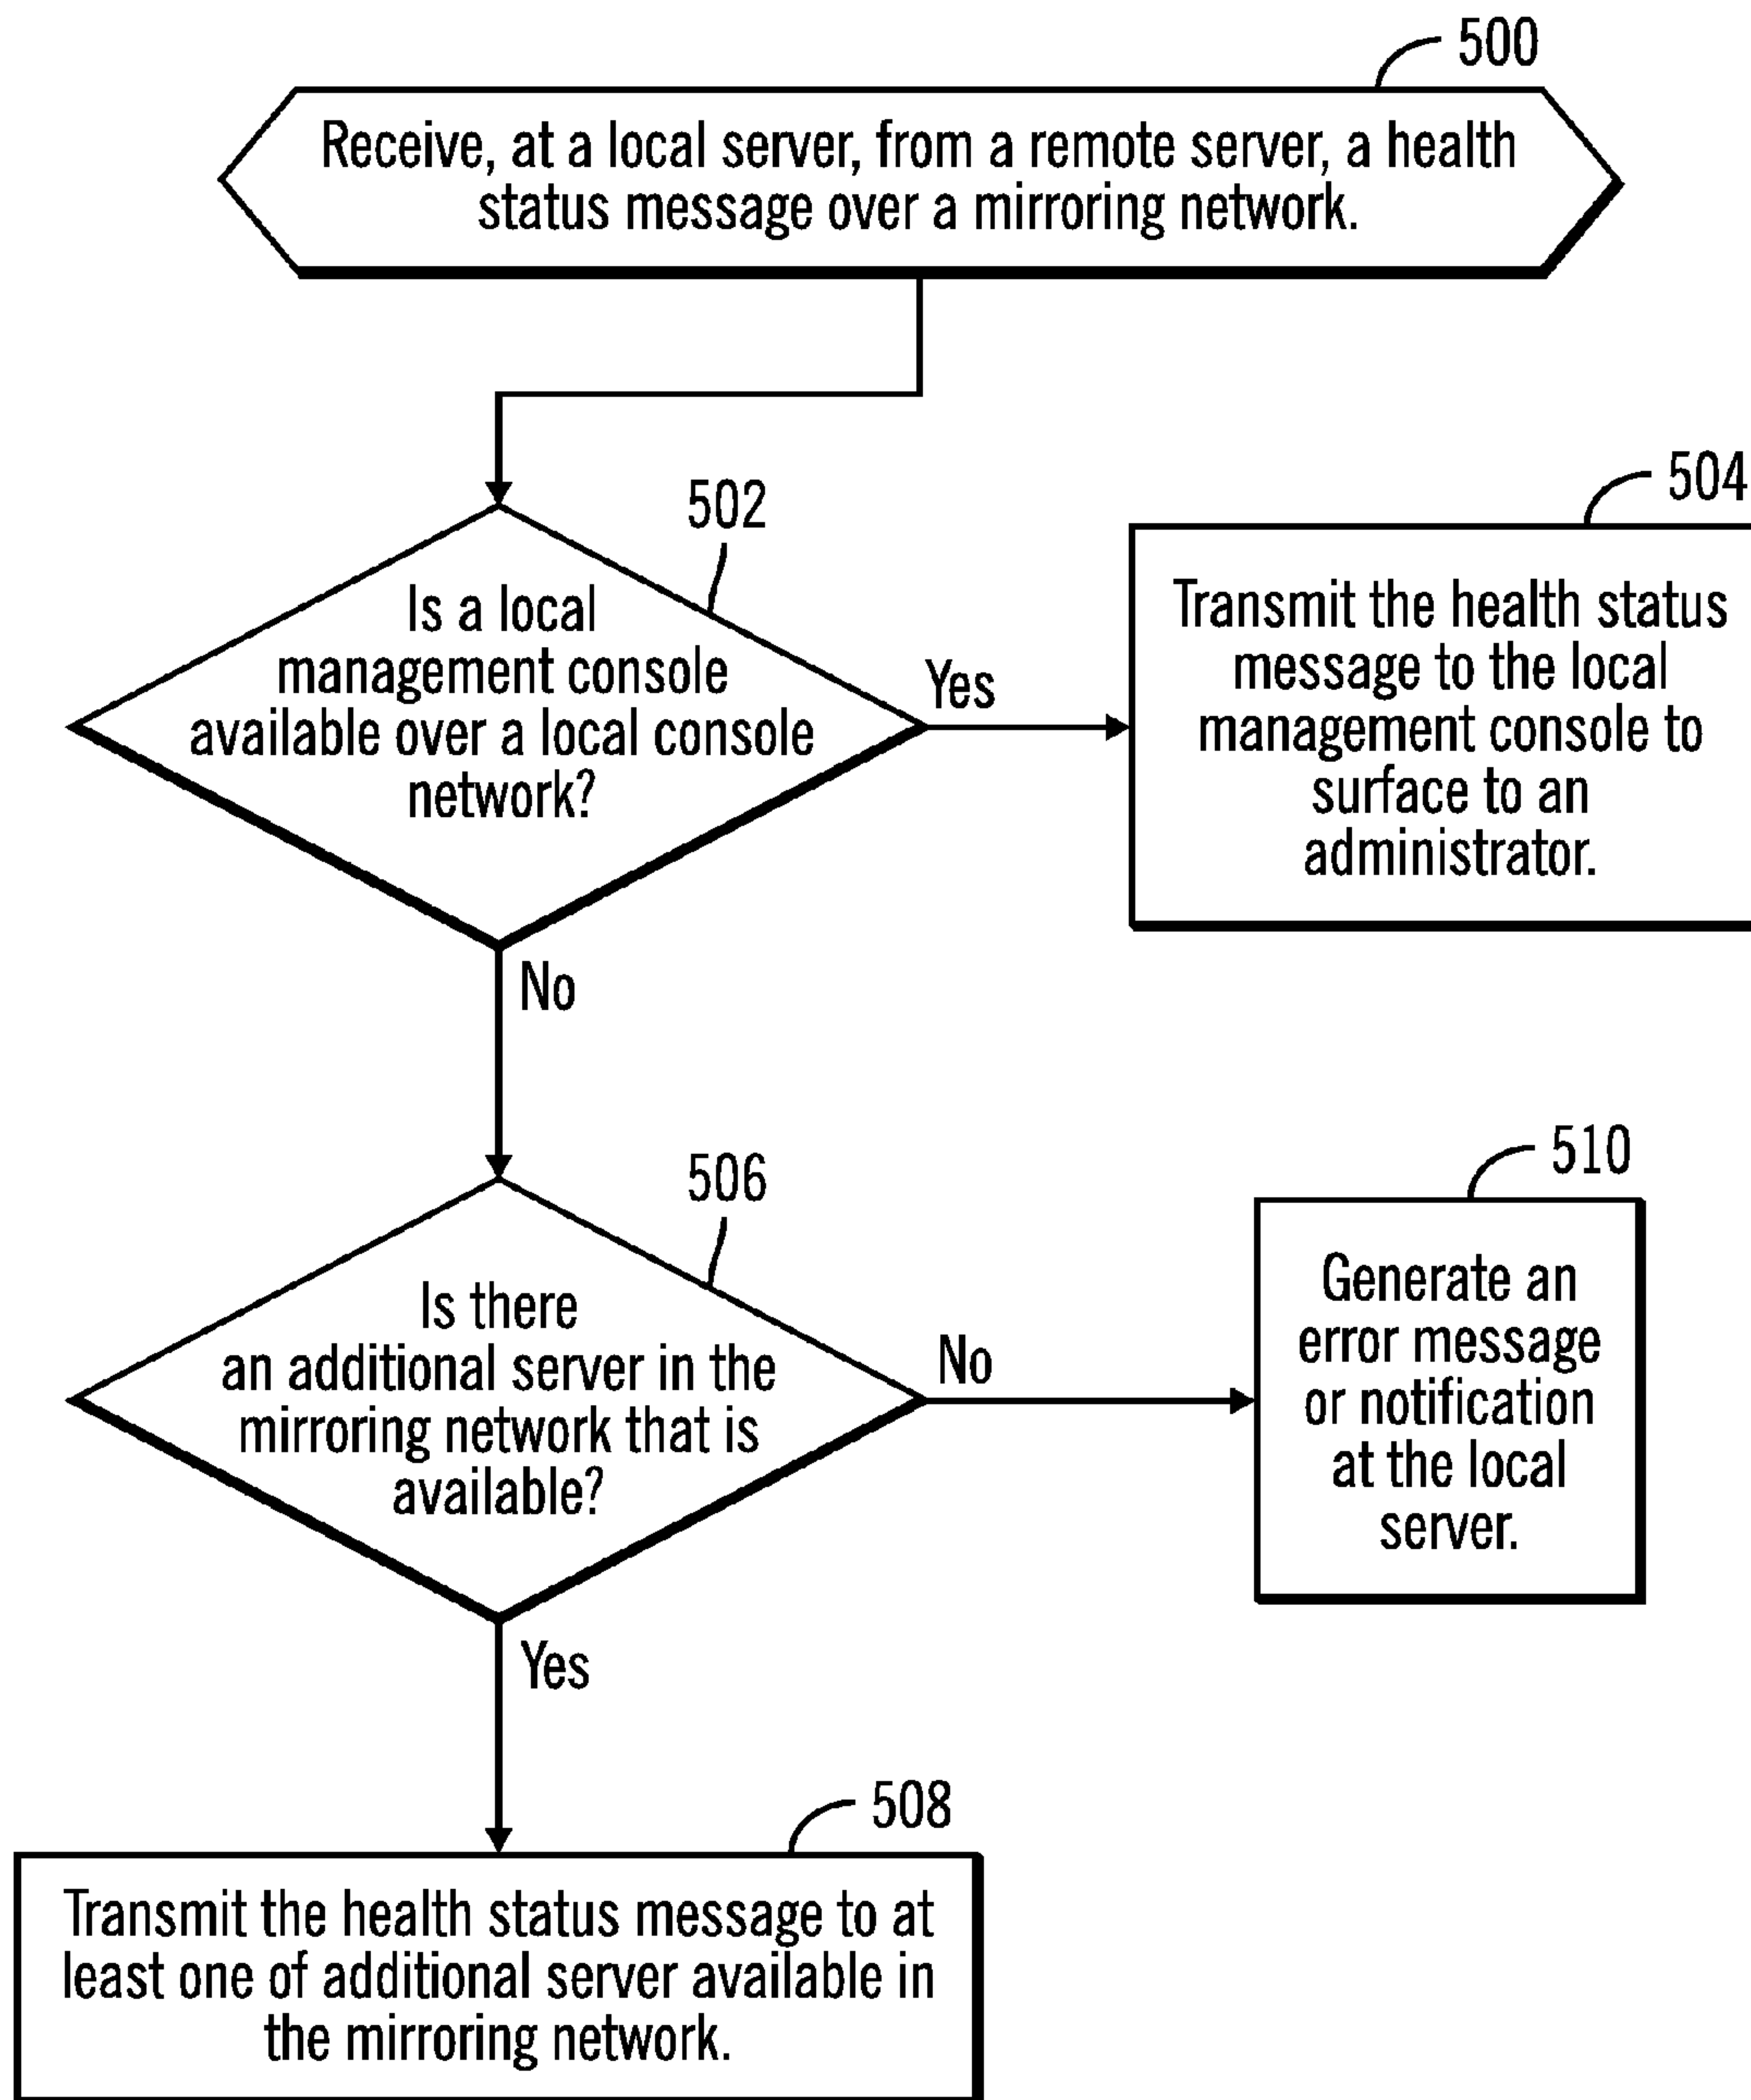 500
Receive, at a local server, from a remote server, a health
status message over a mirroring network.
502
Is a local
management console
available over a local console
network?
Yes
504
Transmit the health status
message to the local
management console to
surface to an
administrator.
No
506
Is there
an additional server in the
mirroring network that is
available?
No
510
Generate an
error message
or notification
at the local
server.
Yes
508
Transmit the health status message to at
least one of additional server available in
the mirroring network.